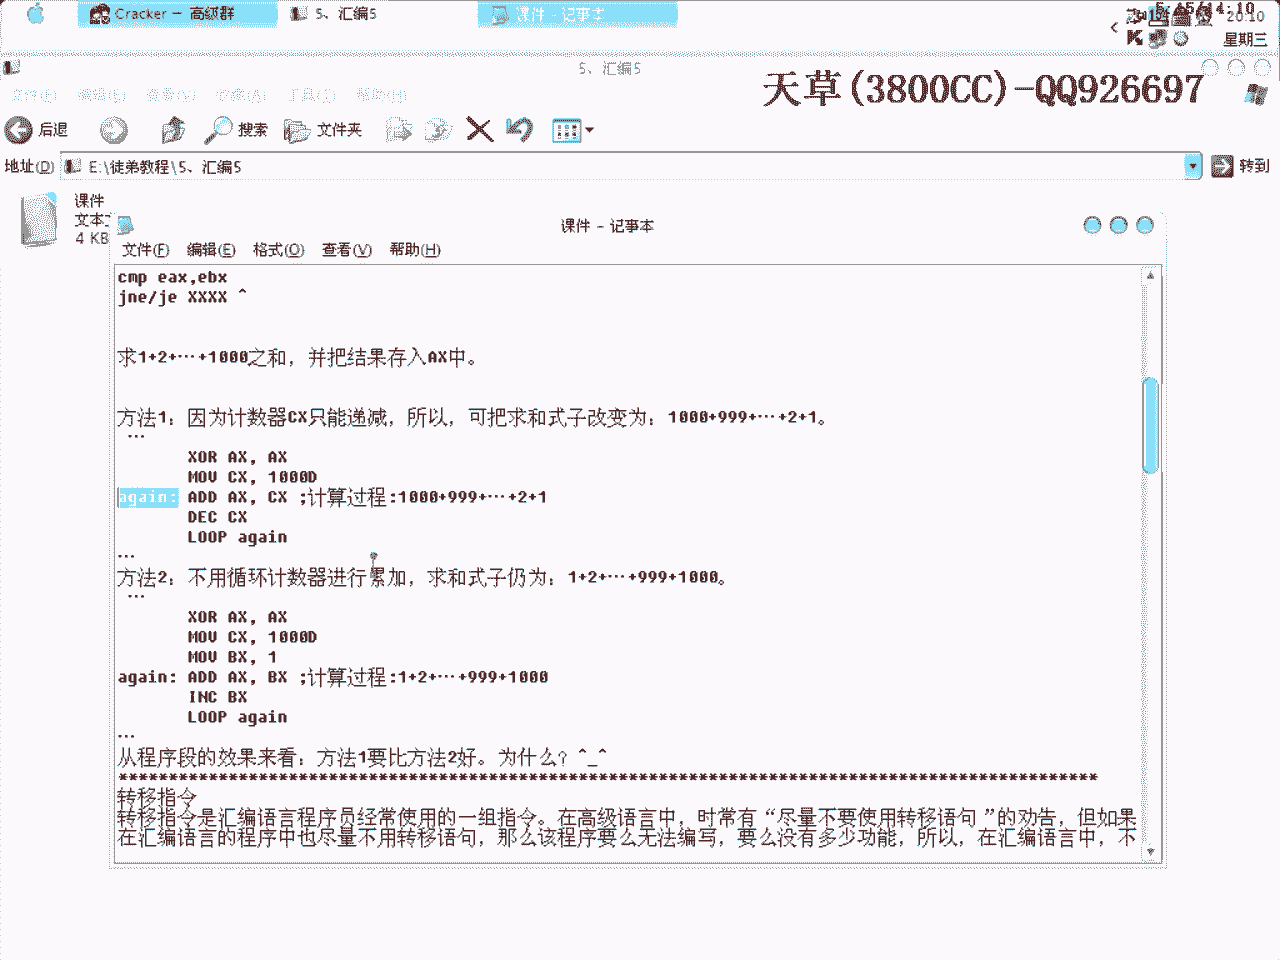 Cracker － 高级群
5、汇编5
课件 - 记事本
20:10
星期三
5、汇编5
天草(3800CC)-QQ926697
文件(F) 编辑(E) 查看(V) 收藏(A) 工具(T) 帮助(H)
后退
搜索
文件夹
地址(D)
E:\徒弟教程\5、汇编5
转到
课件
文本
4 KB
课件 - 记事本
文件(F) 编辑(E) 格式(O) 查看(V) 帮助(H)
cmp eax,ebx
jne/je XXXX ^
求1+2+…+1000之和，并把结果存入AX中。
方法1：因为计数器CX只能递减，所以，可把求和式子改变为：1000+999+…+2+1。
…
XOR AX, AX
MOV CX, 1000D
again: ADD AX, CX ;计算过程:1000+999+…+2+1
DEC CX
LOOP again
…
方法2：不用循环计数器进行累加，求和式子仍为：1+2+…+999+1000。
…
XOR AX, AX
MOV CX, 1000D
MOV BX, 1
again: ADD AX, BX ;计算过程:1+2+…+999+1000
INC BX
LOOP again
…
从程序段的效果来看：方法1要比方法2好。为什么？^_^
**************************************************************************************************
转移指令
转移指令是汇编语言程序员经常使用的一组指令。在高级语言中，时常有“尽量不要使用转移语句”的劝告，但如果
在汇编语言的程序中也尽量不用转移语句，那么该程序要么无法编写，要么没有多少功能，所以，在汇编语言中，不